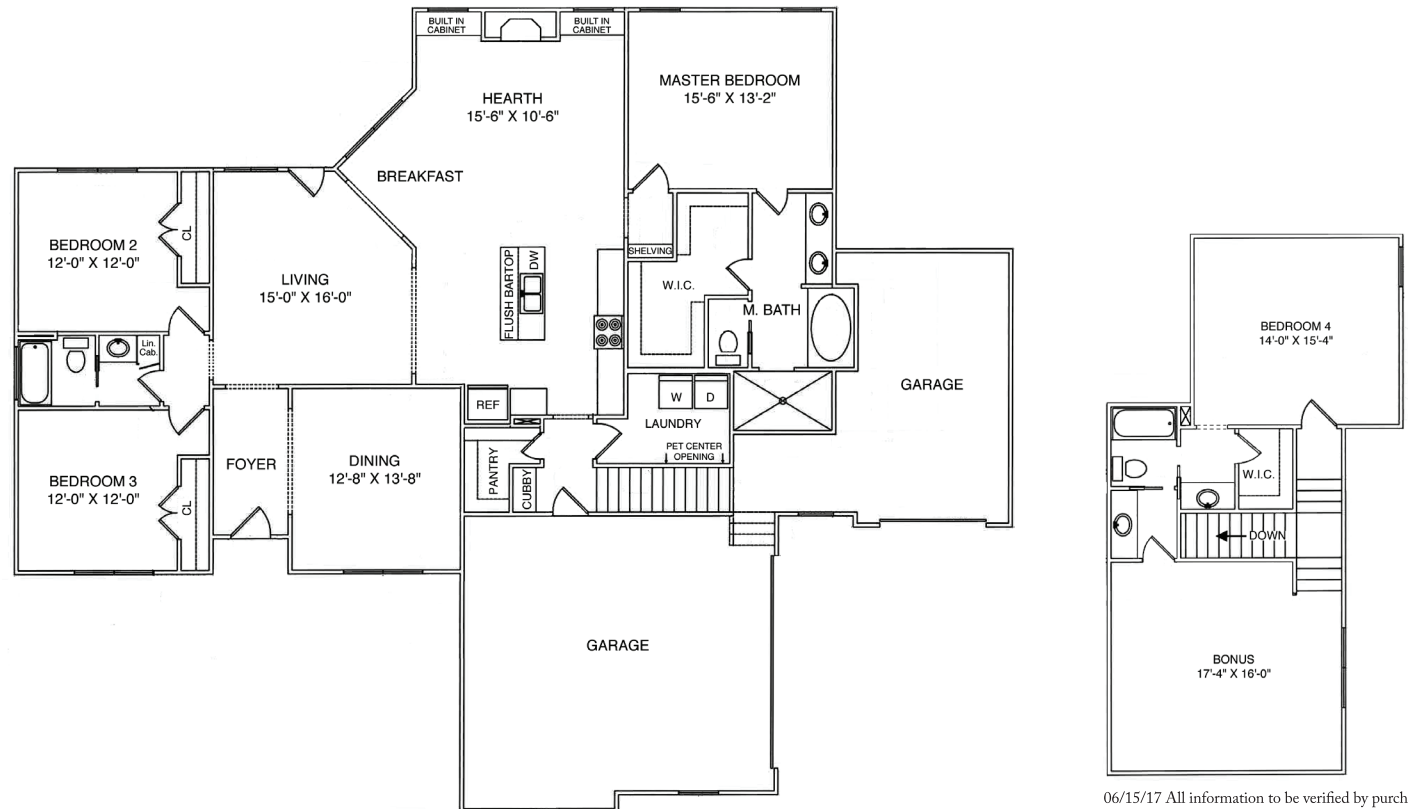 BUILT IN
CABINET
BUILT IN
CABINET
HEARTH
15'-6" X 10'-6"
MASTER BEDROOM
15'-6" X 13'-2"
BREAKFAST
BEDROOM 2
12'-0" X 12'-0"
CL
LIVING
15'-0" X 16'-0"
FLUSH BARTOP
DW
SHELVING
W.I.C.
M. BATH
Lin.
Cab.
GARAGE
REF
W
D
LAUNDRY
PET CENTER
OPENING
FOYER
DINING
12'-8" X 13'-8"
PANTRY
CUBBY
BEDROOM 3
12'-0" X 12'-0"
CL
GARAGE
BEDROOM 4
14'-0" X 15'-4"
W.I.C.
DOWN
BONUS
17'-4" X 16'-0"
06/15/17 All information to be verified by purch